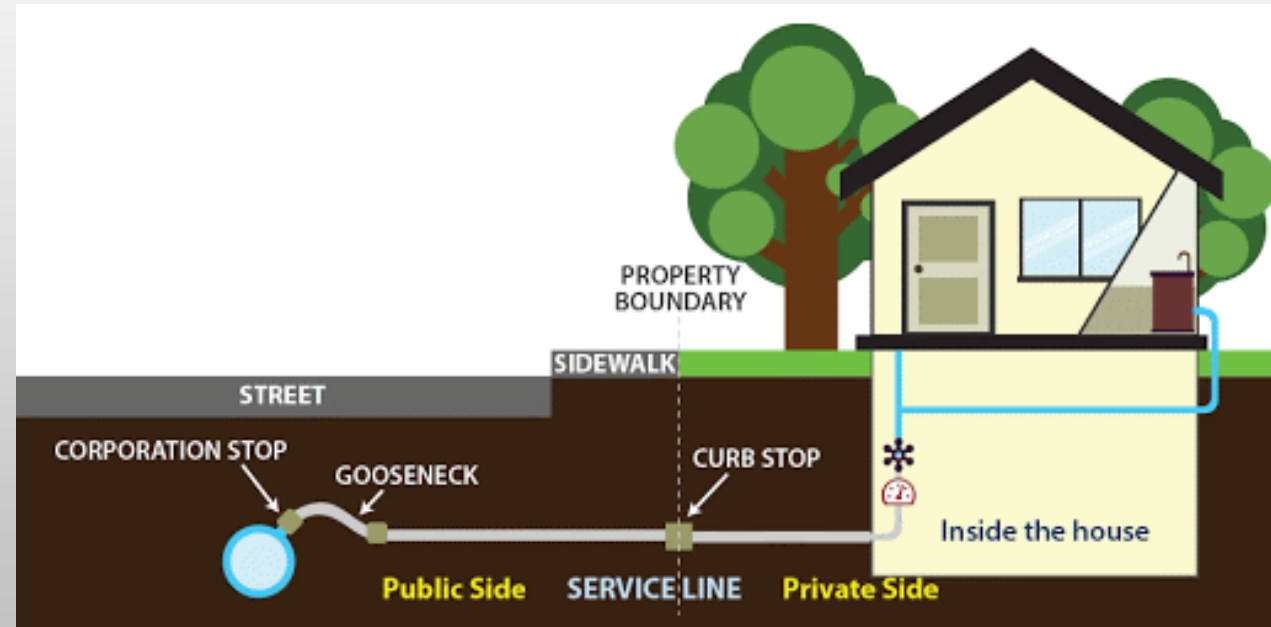 PROPERTY
BOUNDARY
SIDEWALK
STREET
CORPORATION STOP
GOOSENECK
CURB STOP
Inside the house
Public Side
SERVICE LINE
Private Side